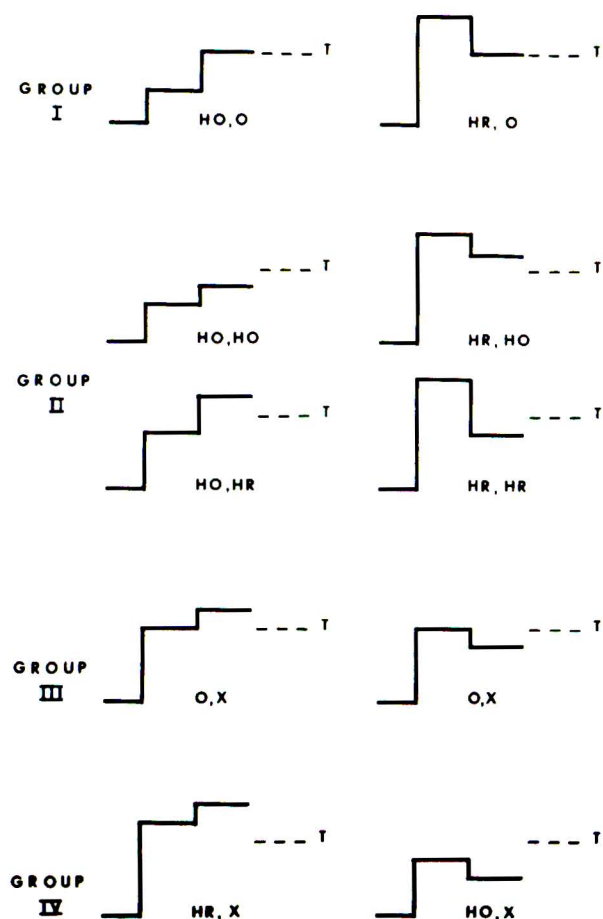 T
T
GROUP
I
HO,O
HR, O
T
T
HO,HO
HR, HO
GROUP
II
T
T
HO,HR
HR, HR
T
T
GROUP
III
O,X
O,X
T
T
GROUP
IV
HR, X
HO,X